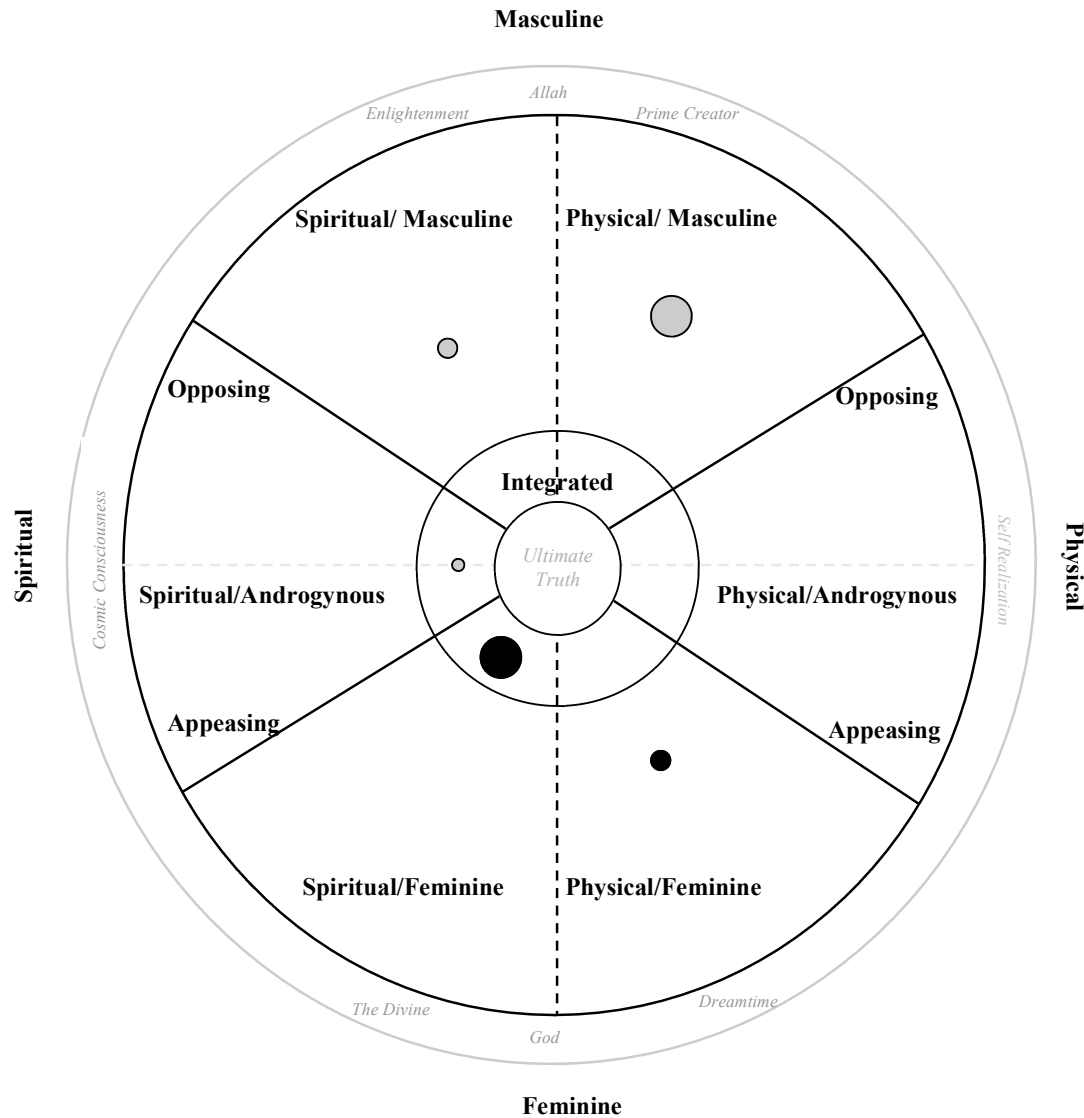 Masculine
Allah
Enlightenment
Prime Creator
Spiritual/ Masculine
Physical/ Masculine
Opposing
Opposing
Integrated
Spiritual
Cosmic Consciousness
Ultimate
Truth
Self Realization
Physical
Spiritual/Androgynous
Physical/Androgynous
Appeasing
Appeasing
Spiritual/Feminine
Physical/Feminine
The Divine
Dreamtime
God
Feminine